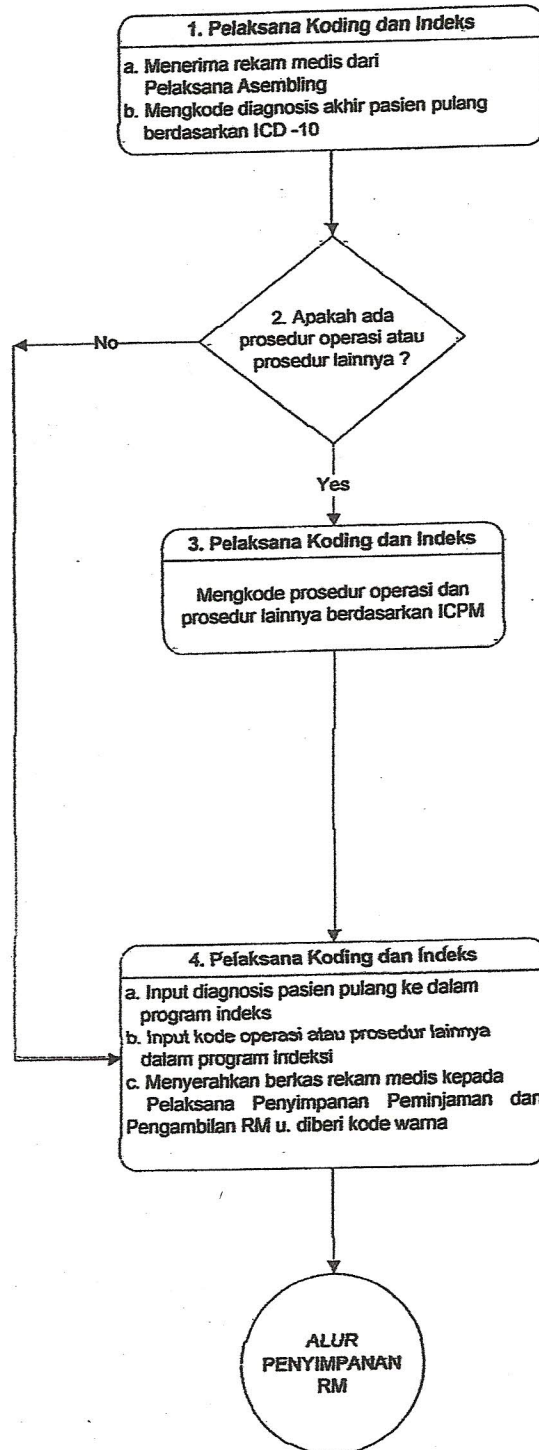 1. Pelaksana Koding dan Indeks
a. Menerima rekam medis dari
Pelaksana Asembling
b. Mengkode diagnosis akhir pasien pulang
berdasarkan ICD -10
2. Apakah ada
prosedur operasi atau
prosedur lainnya ?
No
Yes
3. Pelaksana Koding dan Indeks
Mengkode prosedur operasi dan
prosedur lainnya berdasarkan ICPM
4. Pelaksana Koding dan Indeks
a. Input diagnosis pasien pulang ke dalam
program indeks
b. Input kode operasi atau prosedur lainnya
dalam program indeksi
c. Menyerahkan berkas rekam medis kepada
Pelaksana Penyimpanan Peminjaman dan
Pengambilan RM u. diberi kode warna
ALUR
PENYIMPANAN
RM